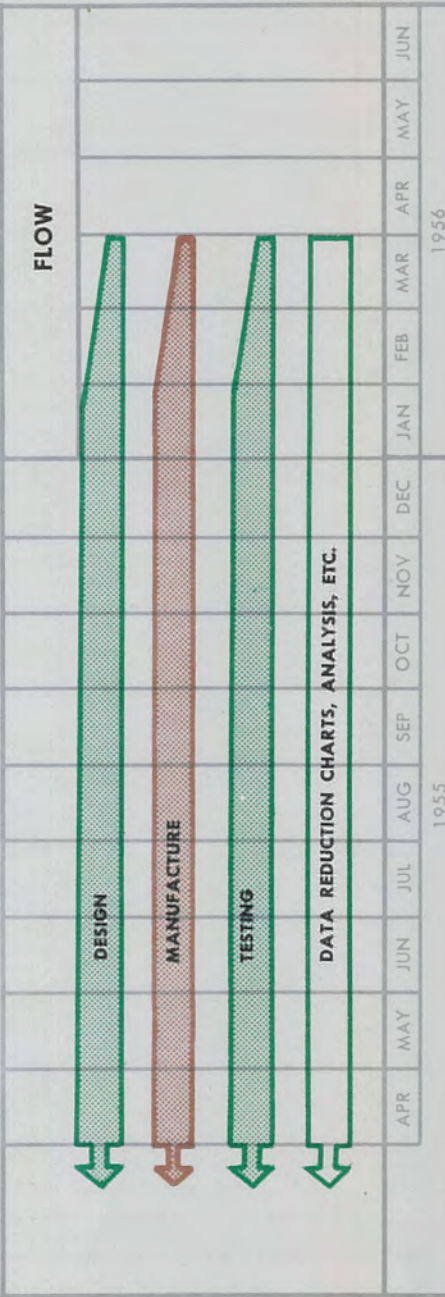 FLOW
DESIGN
MANUFACTURE
TESTING
DATA REDUCTION CHARTS, ANALYSIS, ETC.
APR MAY JUN JUL AUG SEP OCT NOV DEC JAN FEB MAR APR MAY JUN
1955 1956